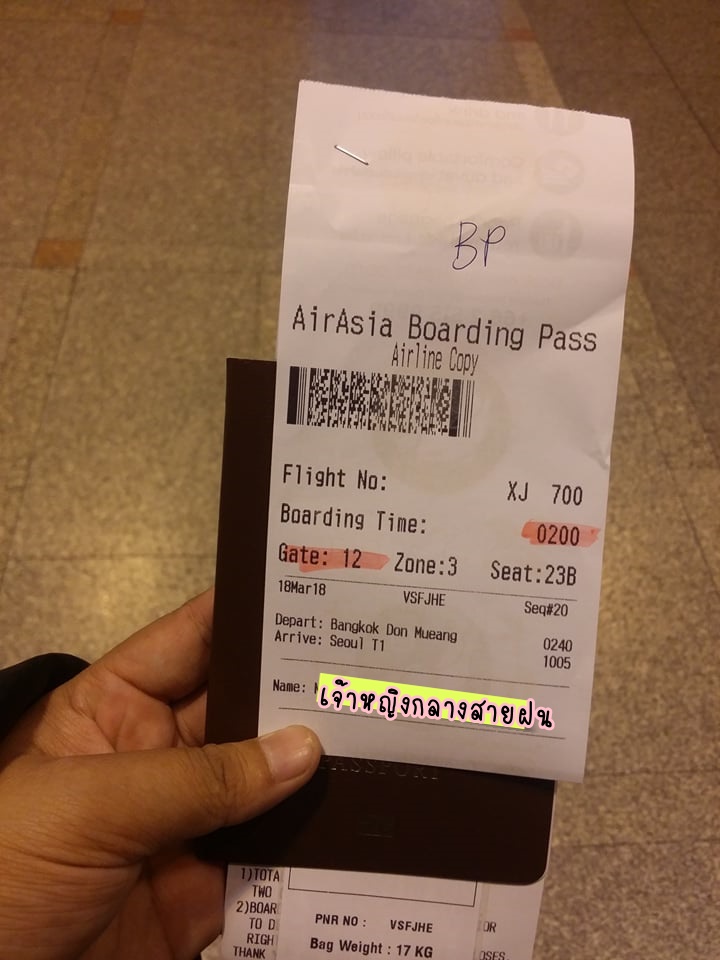 BP
AirAsia Boarding Pass
Airline Copy
Flight No: XJ 700
Boarding Time: 0200
Gate: 12 Zone:3 Seat:23B
18Mar18 VSFJHE Seq#20
Depart: Bangkok Don Mueang 0240
Arrive: Seoul T1 1005
Name: เจ้าหญิงกลางสายฝน
PASSPORT
1)TOTA
TWO
2)BOAR
TO D
RIGH
THANK
PNR NO : VSFJHE
Bag Weight : 17 KG